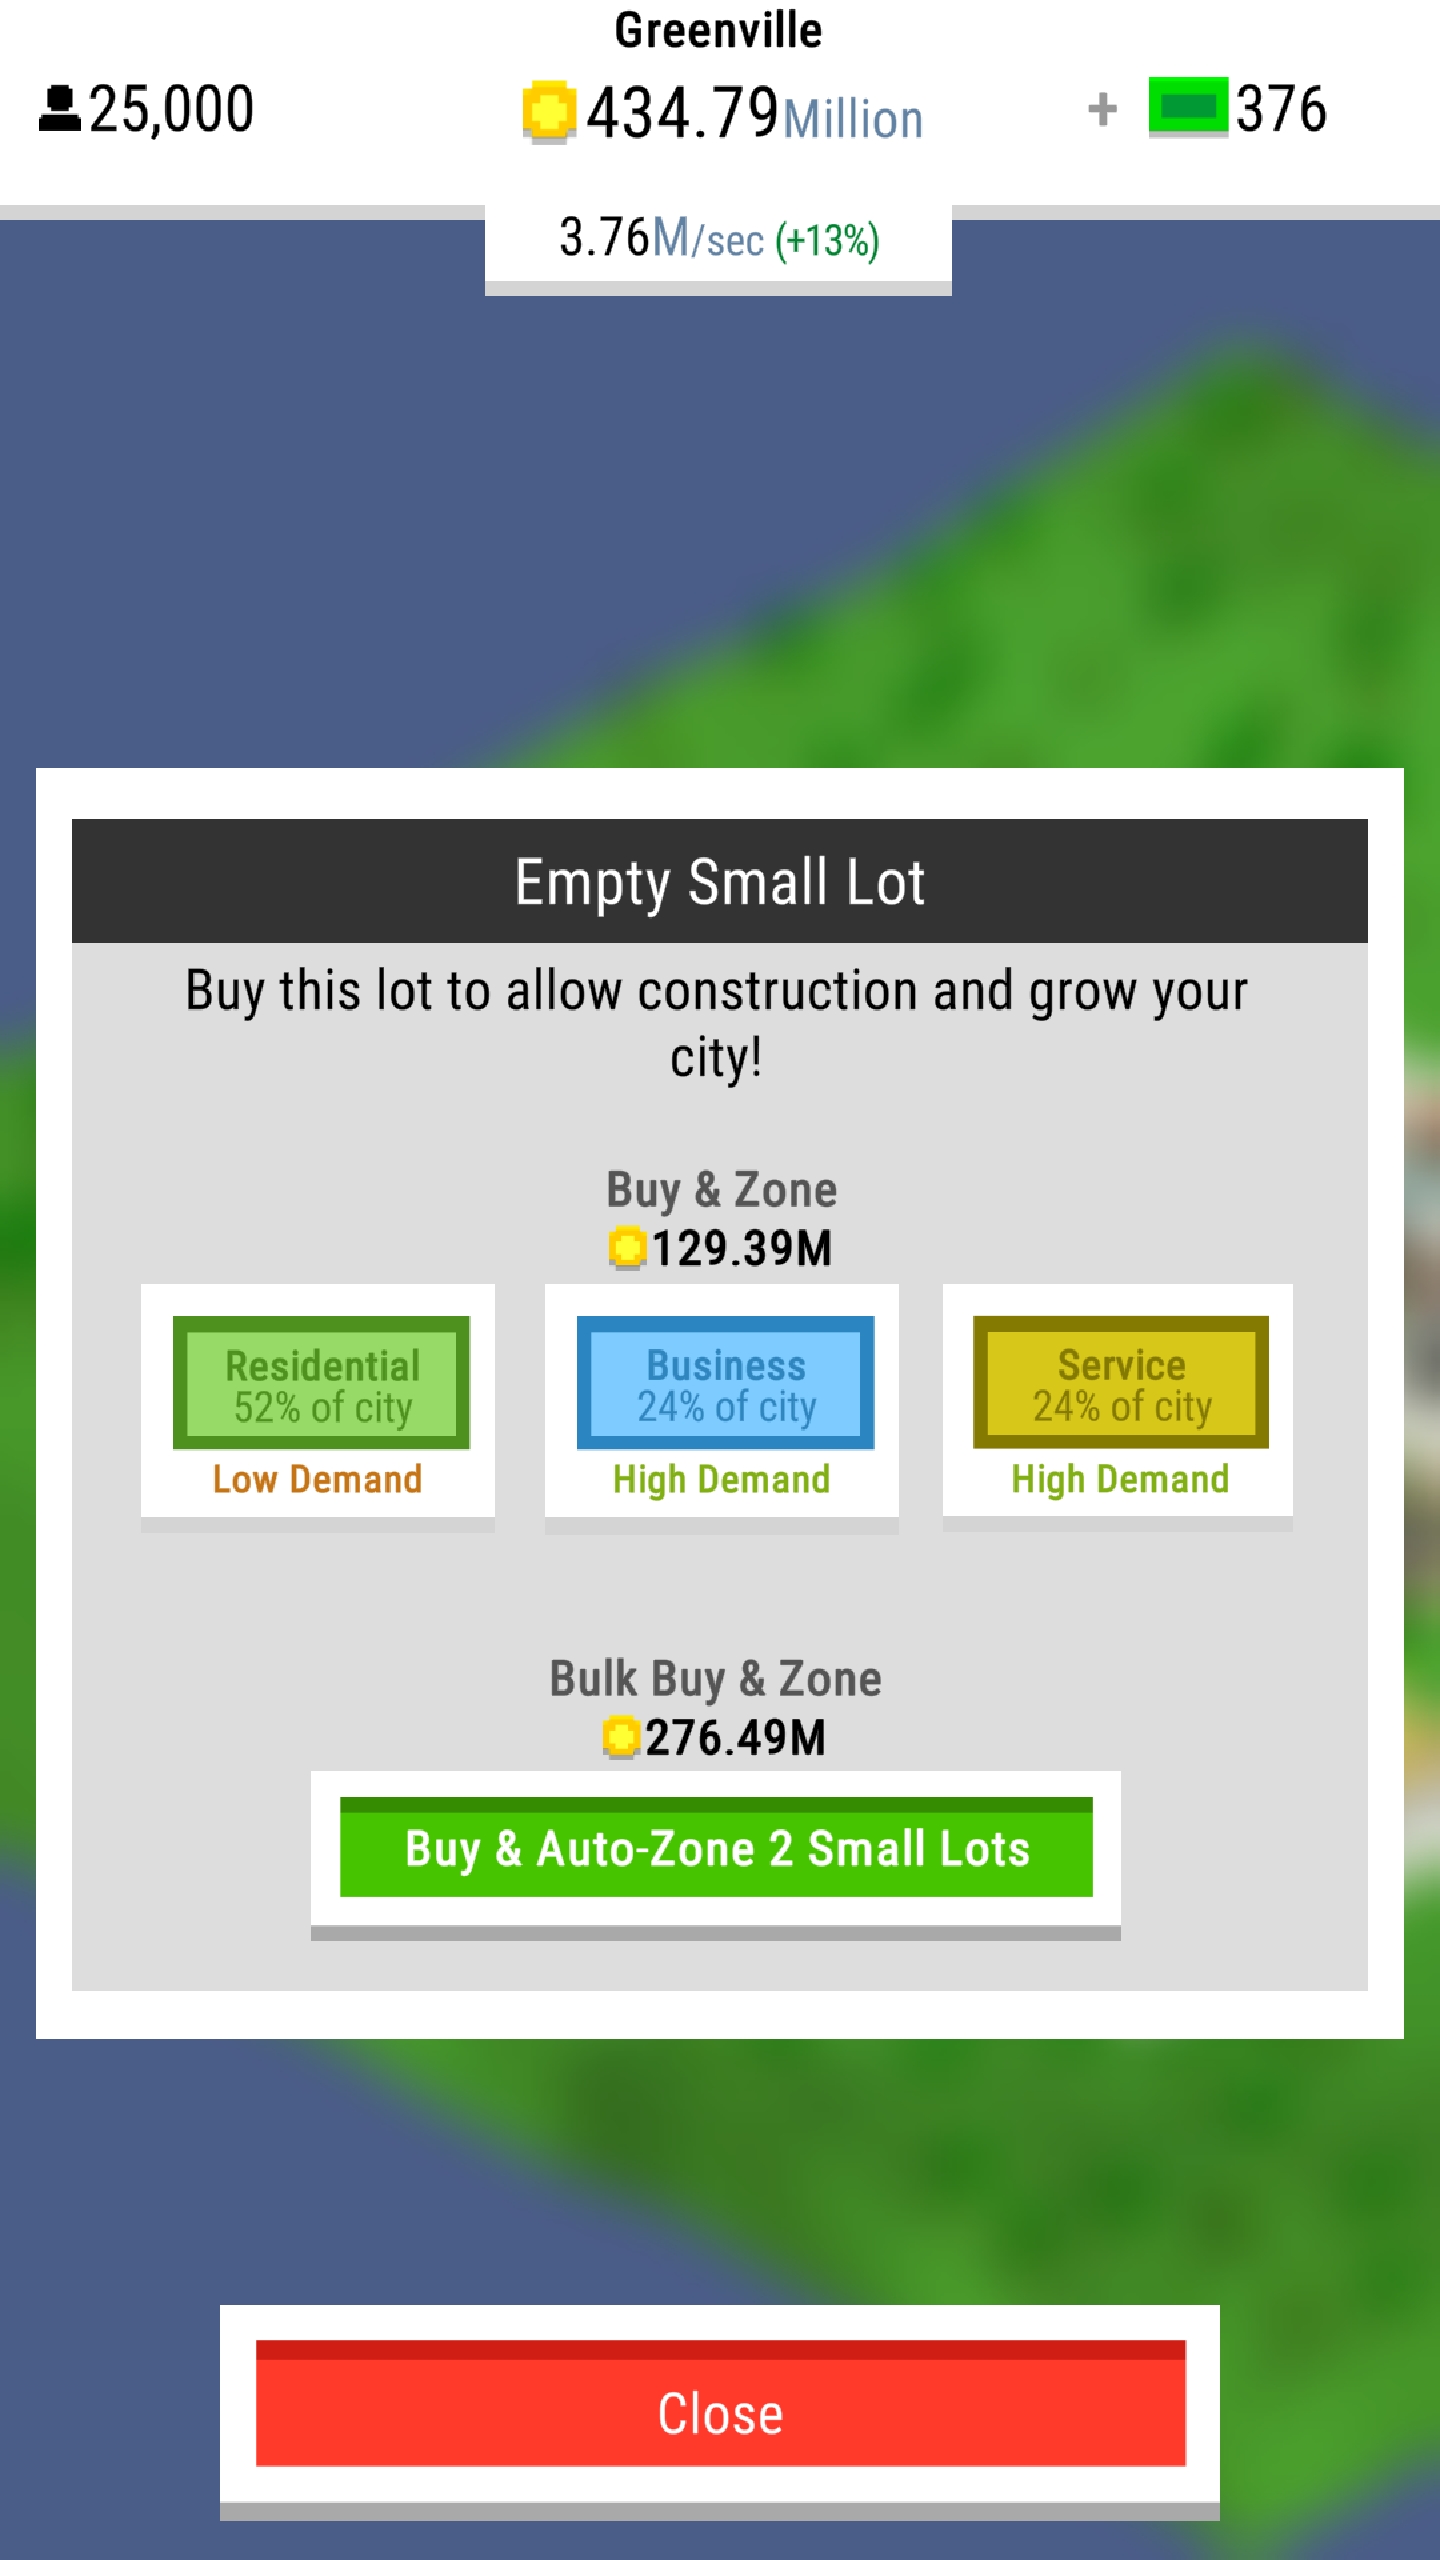 Greenville
25,000
434.79Million
+ 376
3.76M/sec (+13%)
Empty Small Lot
Buy this lot to allow construction and grow your
city!
Buy & Zone
129.39M
Residential
52% of city
Low Demand
Business
24% of city
High Demand
Service
24% of city
High Demand
Bulk Buy & Zone
276.49M
Buy & Auto-Zone 2 Small Lots
Close